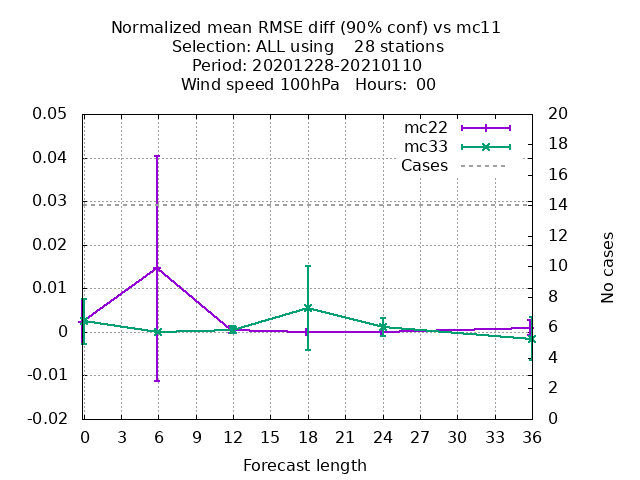 Normalized mean RMSE diff (90% conf) vs mc11
Selection: ALL using    28 stations
Period: 20201228-20210110
Wind speed 100hPa   Hours:  00
mc22
mc33
Cases
0.05
0.04
0.03
0.02
0.01
0
-0.01
-0.02
20
18
16
14
12
10
8
6
4
2
0
No cases
0 3 6 9 12 15 18 21 24 27 30 33 36
Forecast length